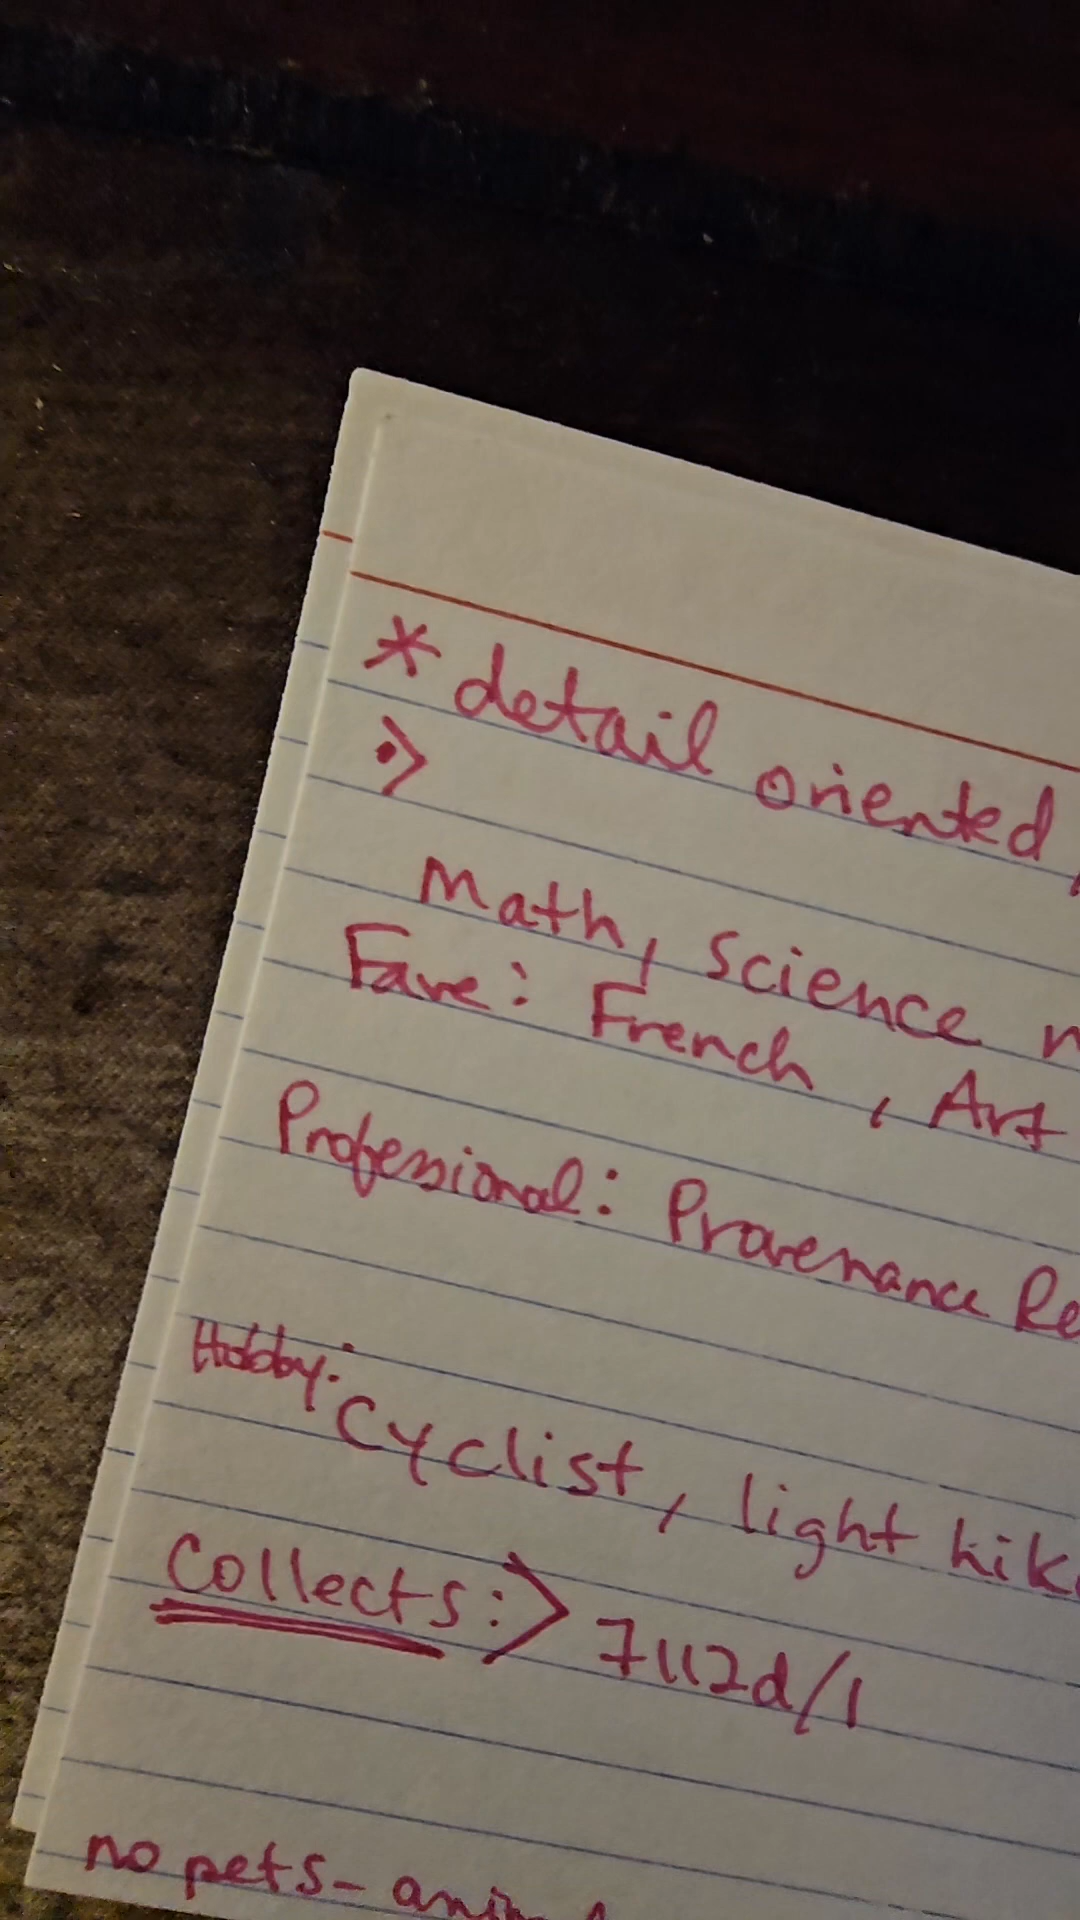 * detail oriented,
Math, science
Fave: French, Art
Professional: Provenance Re
Hobby:
Cyclist, light hik
Collects: > 7112d/1
no pets-